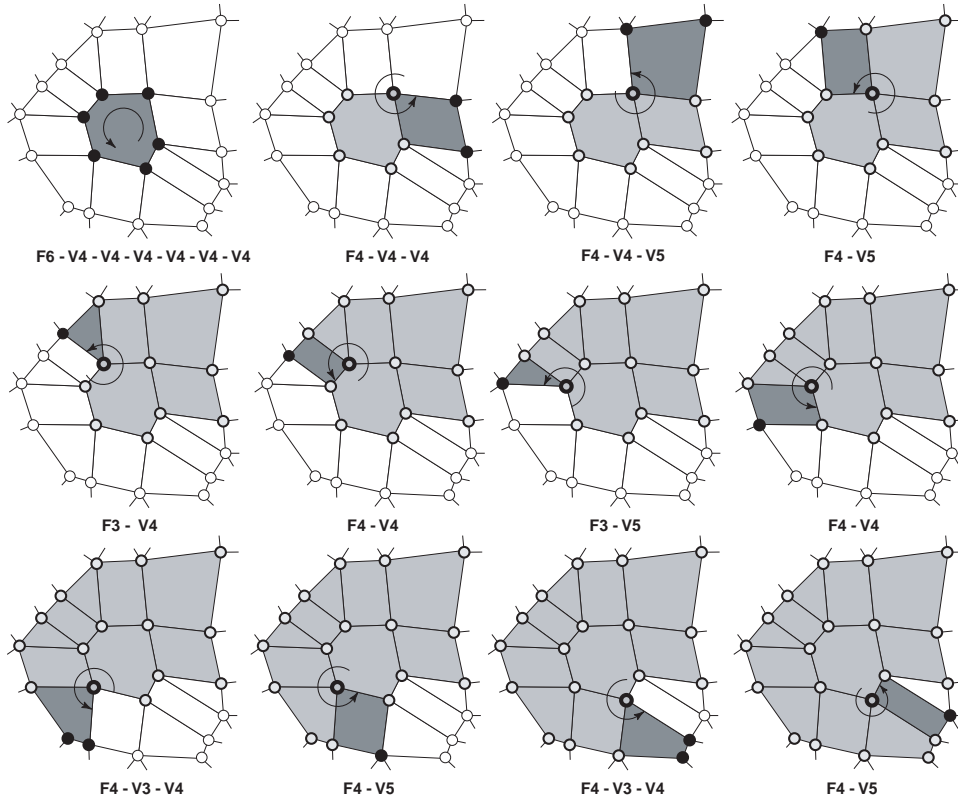 F6 - V4 - V4 - V4 - V4 - V4 - V4
F4 - V4 - V4
F4 - V4 - V5
F4 - V5
F3 - V4
F4 - V4
F3 - V5
F4 - V4
F4 - V3 - V4
F4 - V5
F4 - V3 - V4
F4 - V5